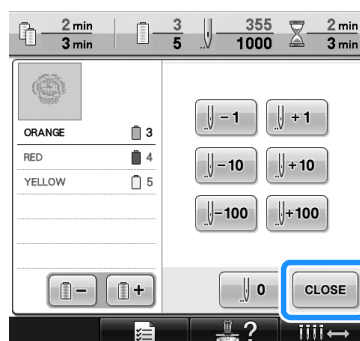 2 min 3 355 2 min
3 min 5 1000 3 min
ORANGE 3
RED 4
YELLOW 5
-1 +1
-10 +10
-100 +100
- + 0 CLOSE
?